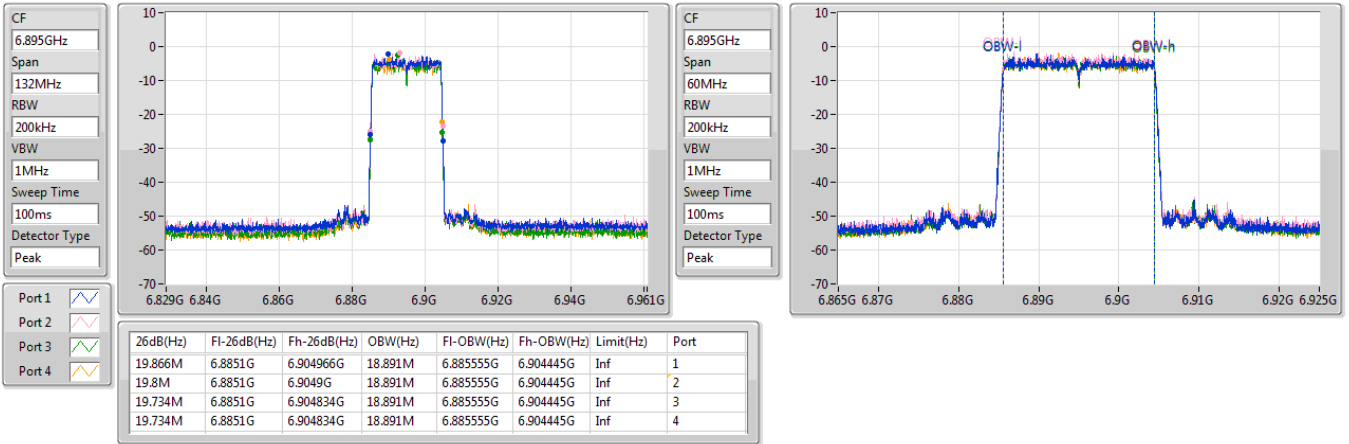 CF
6.895GHz
Span
132MHz
RBW
200kHz
VBW
1MHz
Sweep Time
100ms
Detector Type
Peak
10
0
-10
-20
-30
-40
-50
-60
-70
6.829G 6.84G 6.86G 6.88G 6.9G 6.92G 6.94G 6.961G
CF
6.895GHz
Span
60MHz
RBW
200kHz
VBW
1MHz
Sweep Time
100ms
Detector Type
Peak
10
0
-10
-20
-30
-40
-50
-60
-70
OBW-l OBW-h
6.865G 6.87G 6.88G 6.89G 6.9G 6.91G 6.92G 6.925G
Port 1
Port 2
Port 3
Port 4
26dB(Hz) Fl-26dB(Hz) Fh-26dB(Hz) OBW(Hz) Fl-OBW(Hz) Fh-OBW(Hz) Limit(Hz) Port
19.866M 6.8851G 6.904966G 18.891M 6.885555G 6.904445G Inf 1
19.8M 6.8851G 6.9049G 18.891M 6.885555G 6.904445G Inf 2
19.734M 6.8851G 6.904834G 18.891M 6.885555G 6.904445G Inf 3
19.734M 6.8851G 6.904834G 18.891M 6.885555G 6.904445G Inf 4